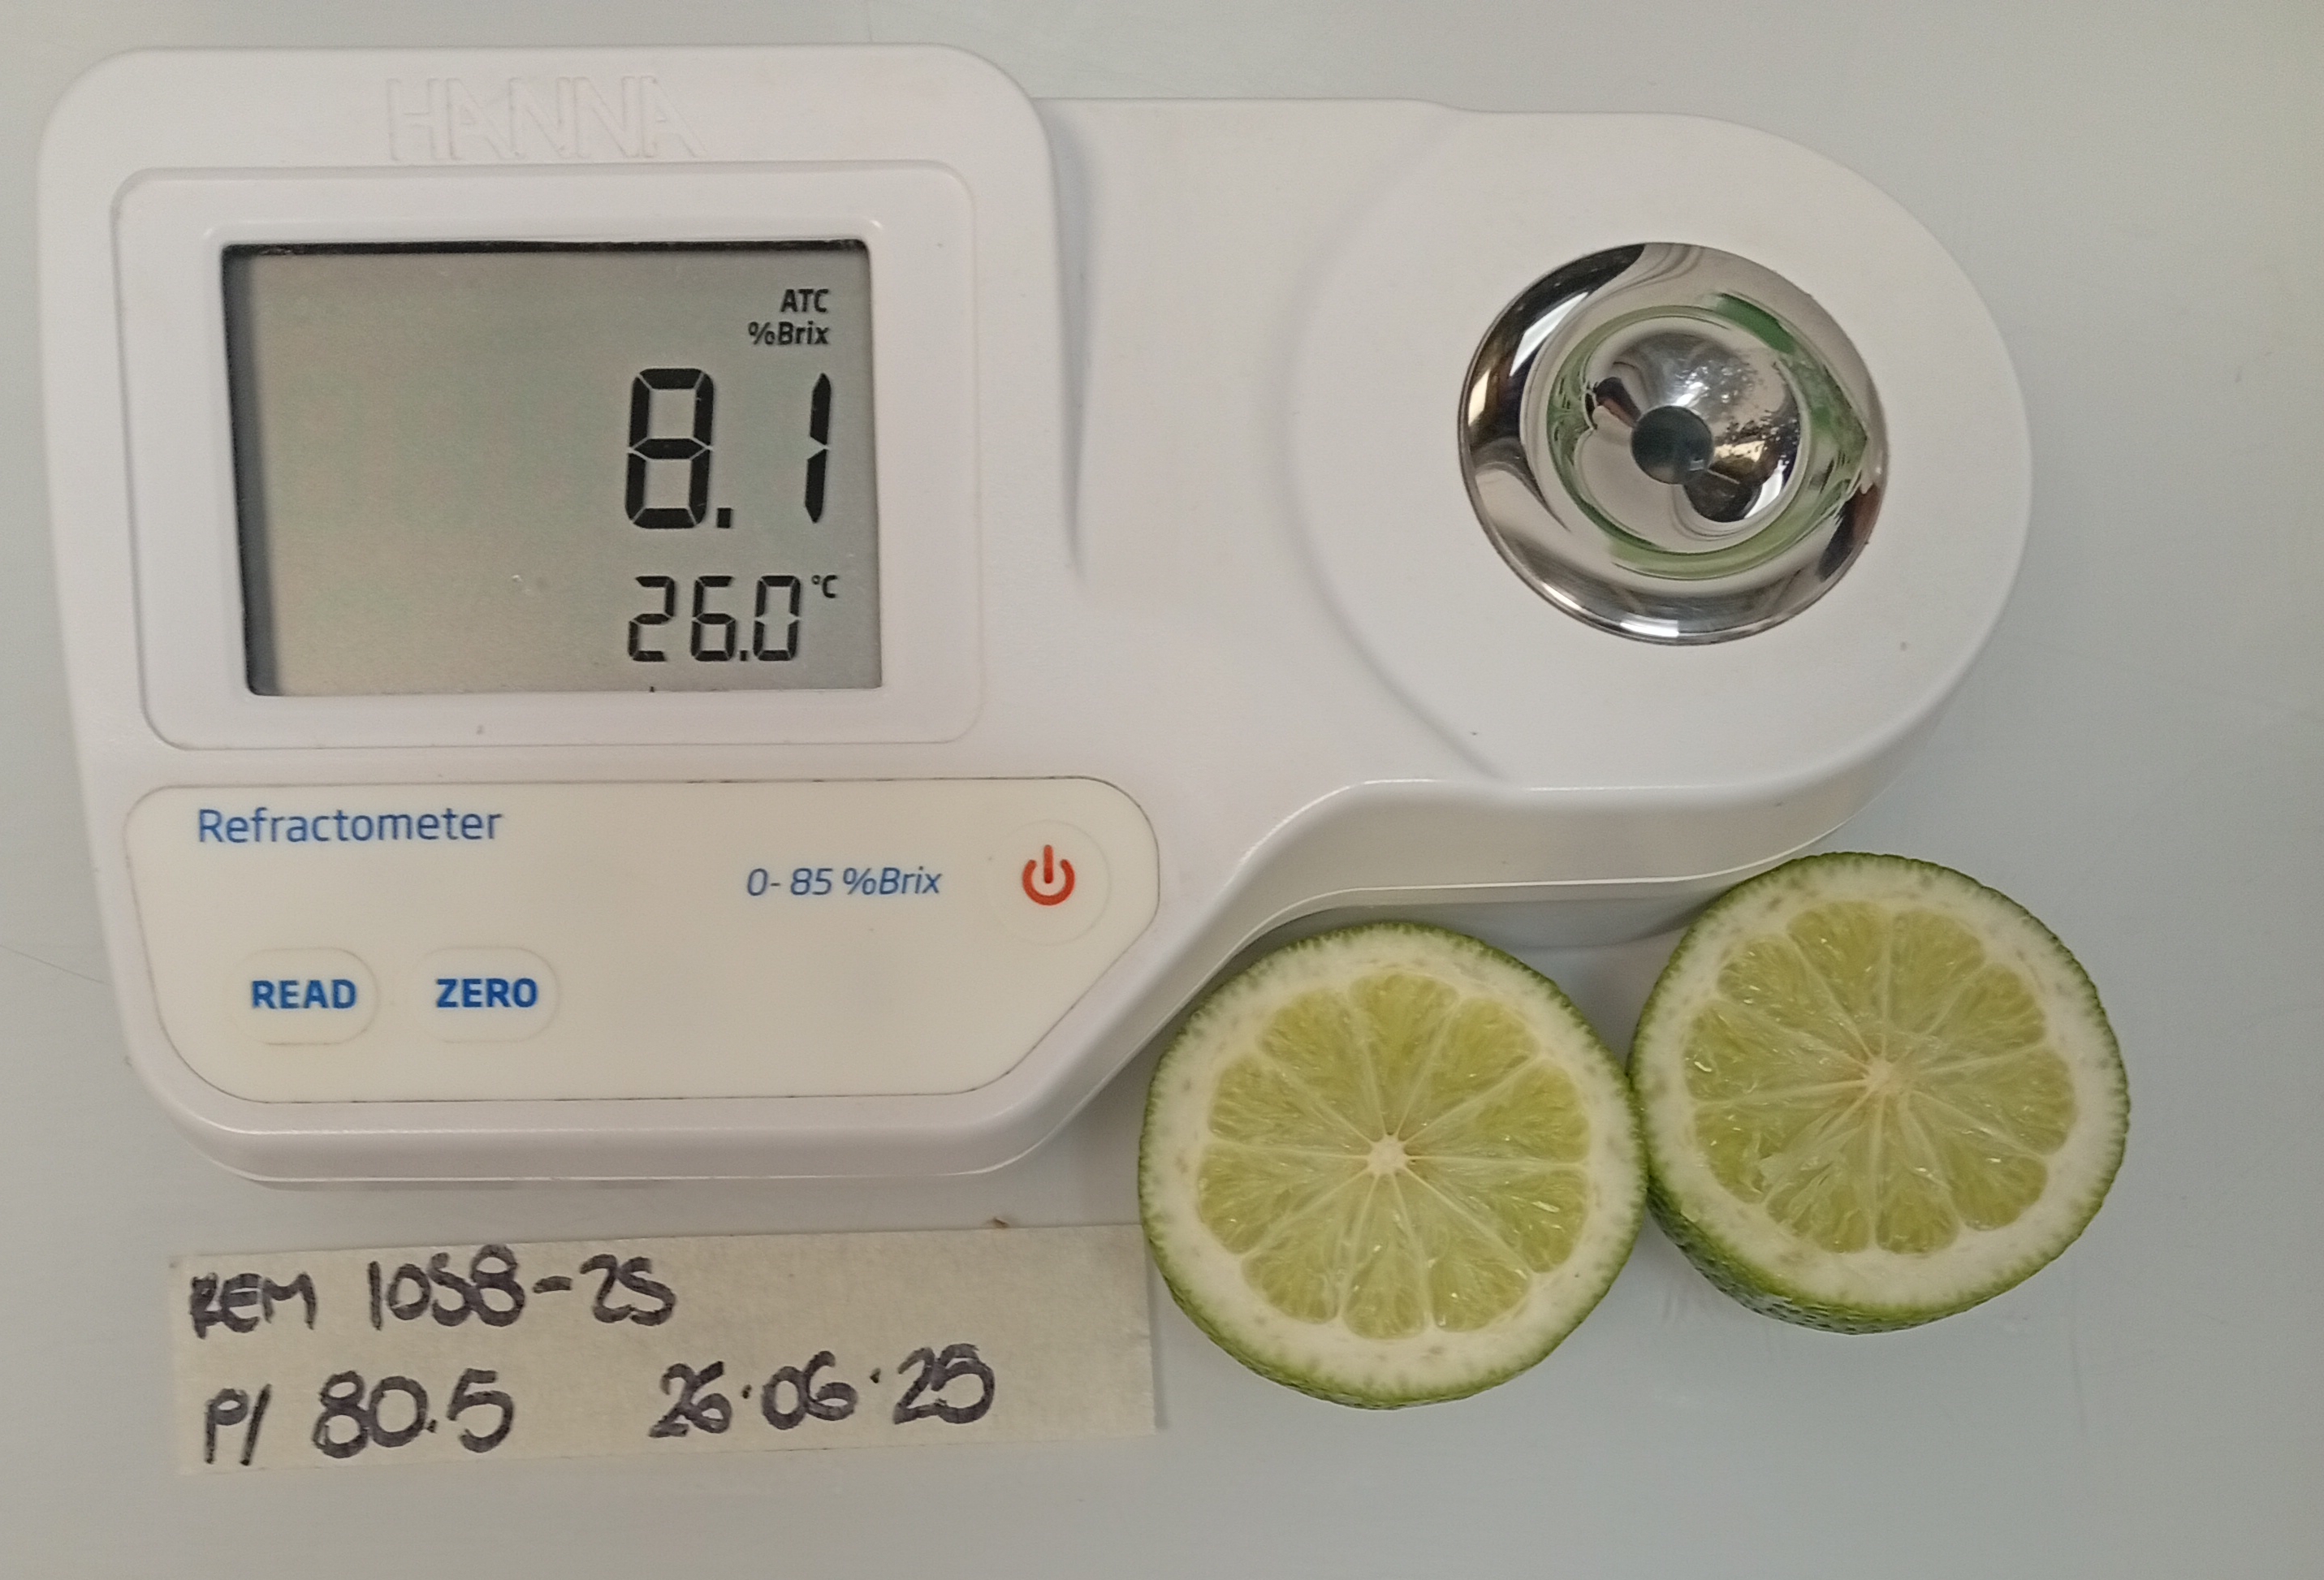 HANNA
ATC
%Brix
8.1
26.0 °C
Refractometer
0-85 %Brix
READ ZERO
REM 1058-25
P/ 80.5 26.06.25